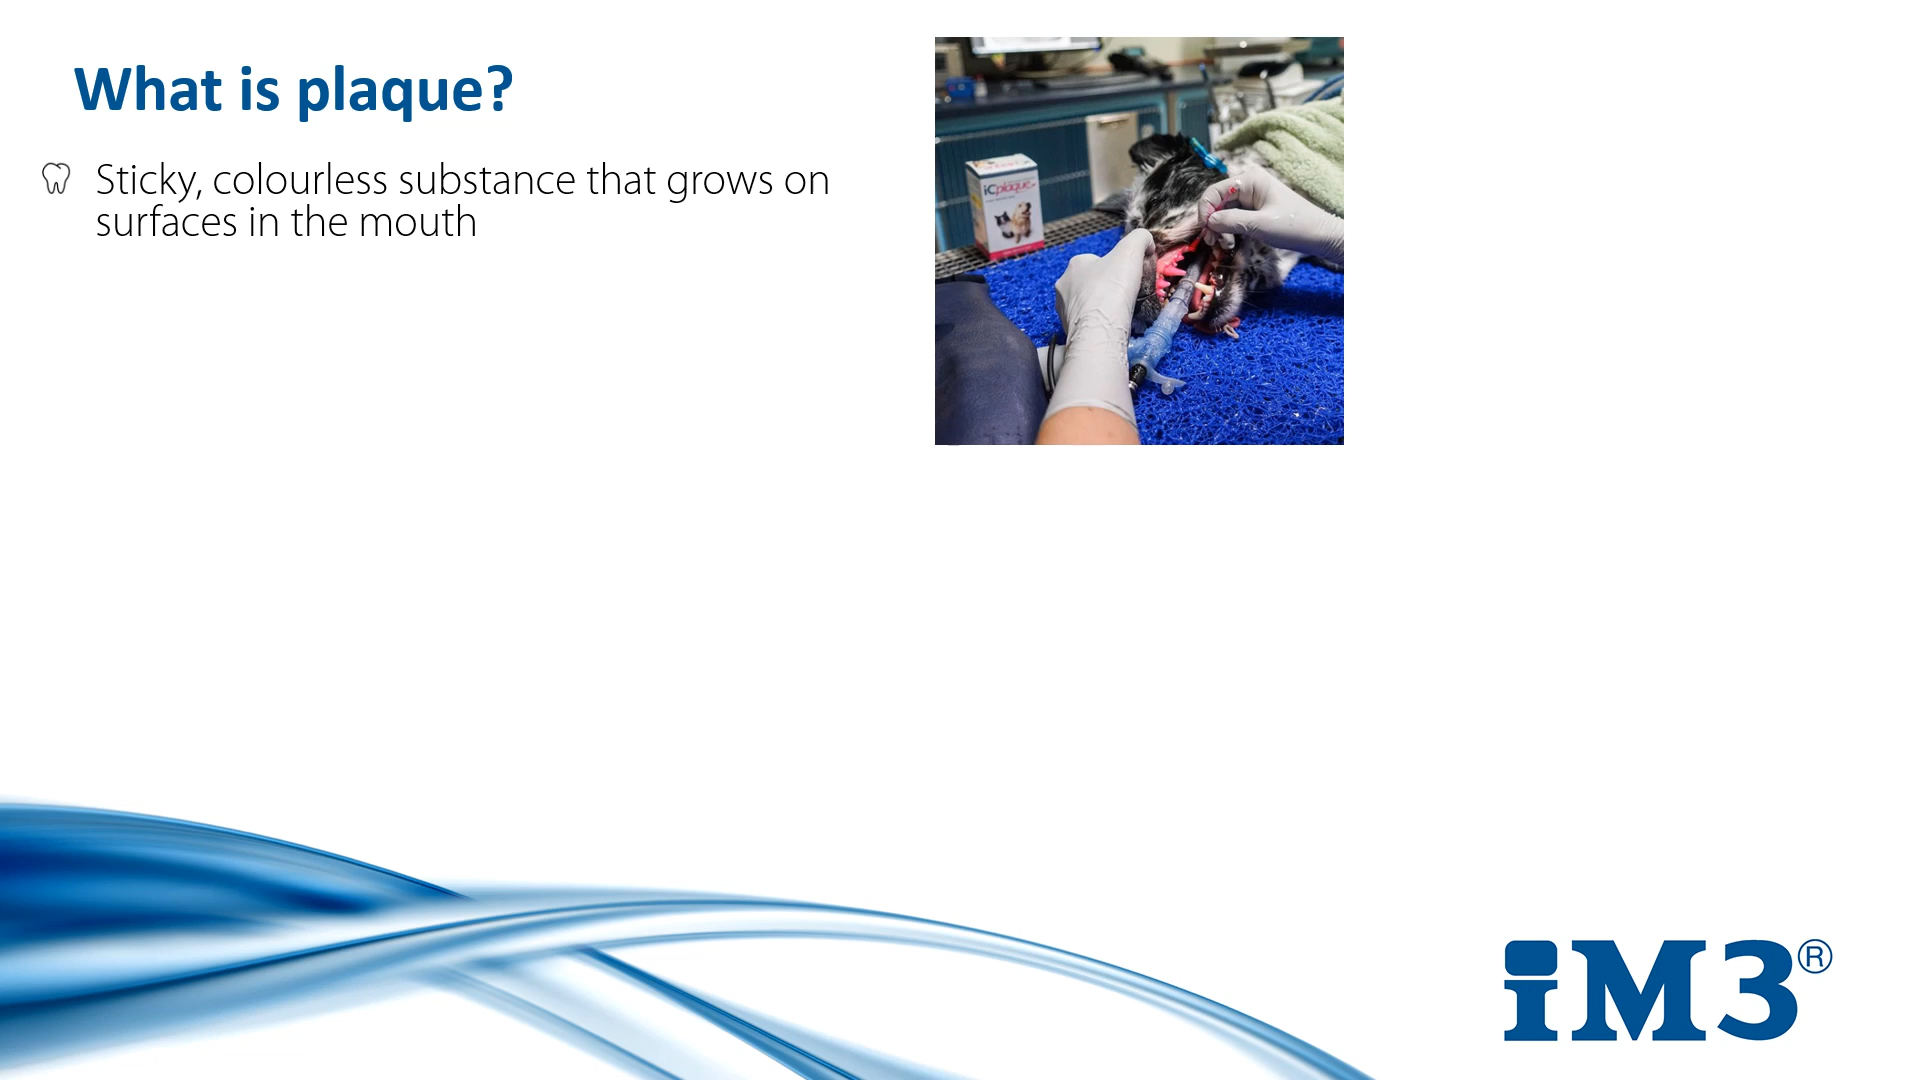 What is plaque?
Sticky, colourless substance that grows on
surfaces in the mouth
iCplaque
iM3®